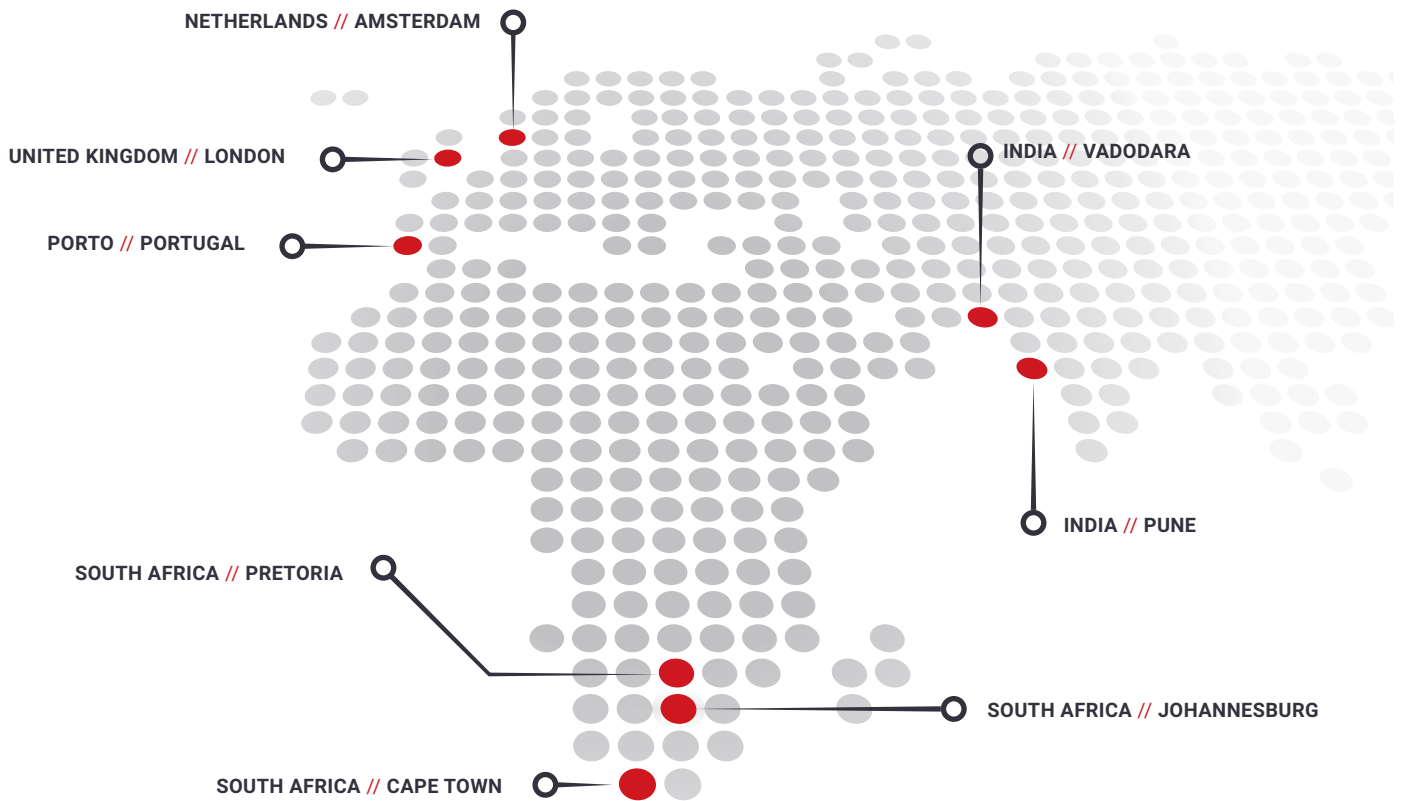 NETHERLANDS // AMSTERDAM
UNITED KINGDOM // LONDON
INDIA // VADODARA
PORTO // PORTUGAL
INDIA // PUNE
SOUTH AFRICA // PRETORIA
SOUTH AFRICA // JOHANNESBURG
SOUTH AFRICA // CAPE TOWN